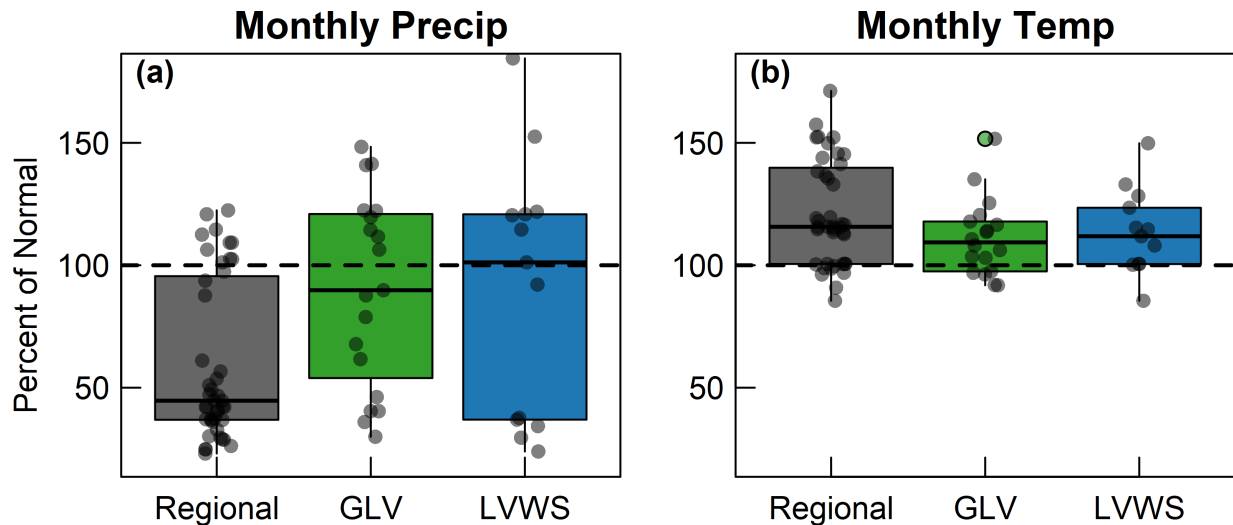 Monthly Precip
Monthly Temp
(a)
(b)
Percent of Normal
150
100
50
150
100
50
Regional
GLV
LVWS
Regional
GLV
LVWS